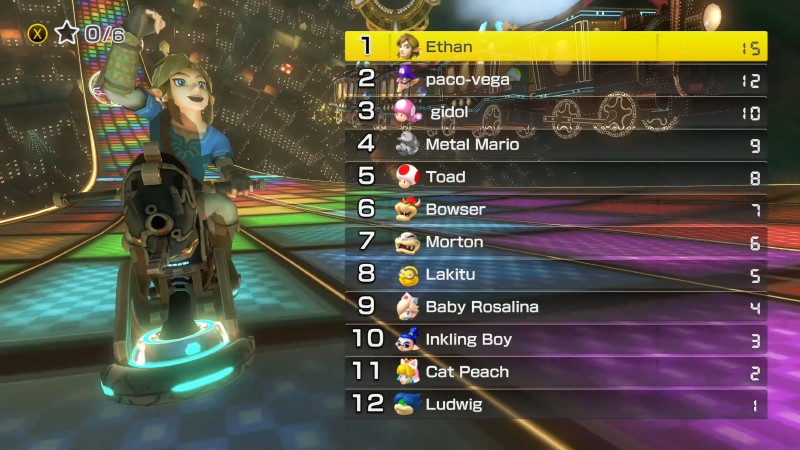 X 0/6
1 Ethan 15
2 paco-vega 12
3 gidol 10
4 Metal Mario 9
5 Toad 8
6 Bowser 7
7 Morton 6
8 Lakitu 5
9 Baby Rosalina 4
10 Inkling Boy 3
11 Cat Peach 2
12 Ludwig 1